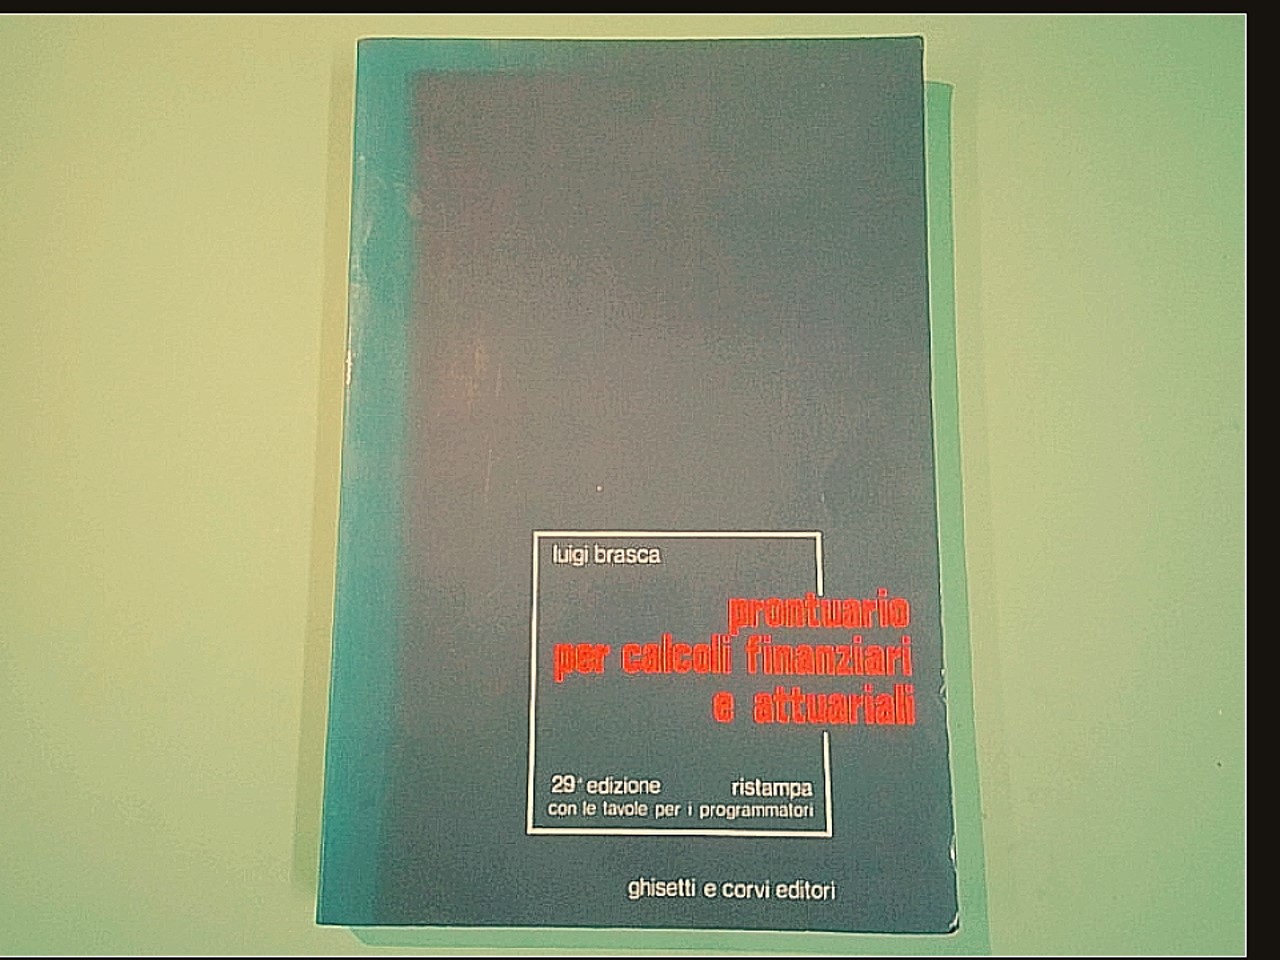 luigi brasca
prontuario
per calcoli finanziari
e attuariali
29ª edizione ristampa
con le tavole per i programmatori
ghisetti e corvi editori